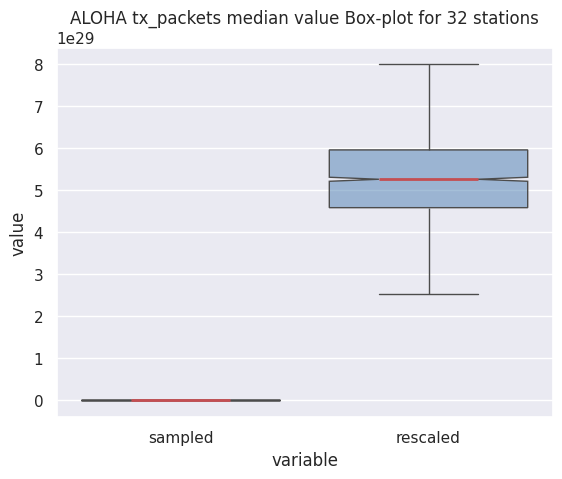 ALOHA tx_packets median value Box-plot for 32 stations
1e29
8
7
6
5
4
3
2
1
0
value
sampled
rescaled
variable